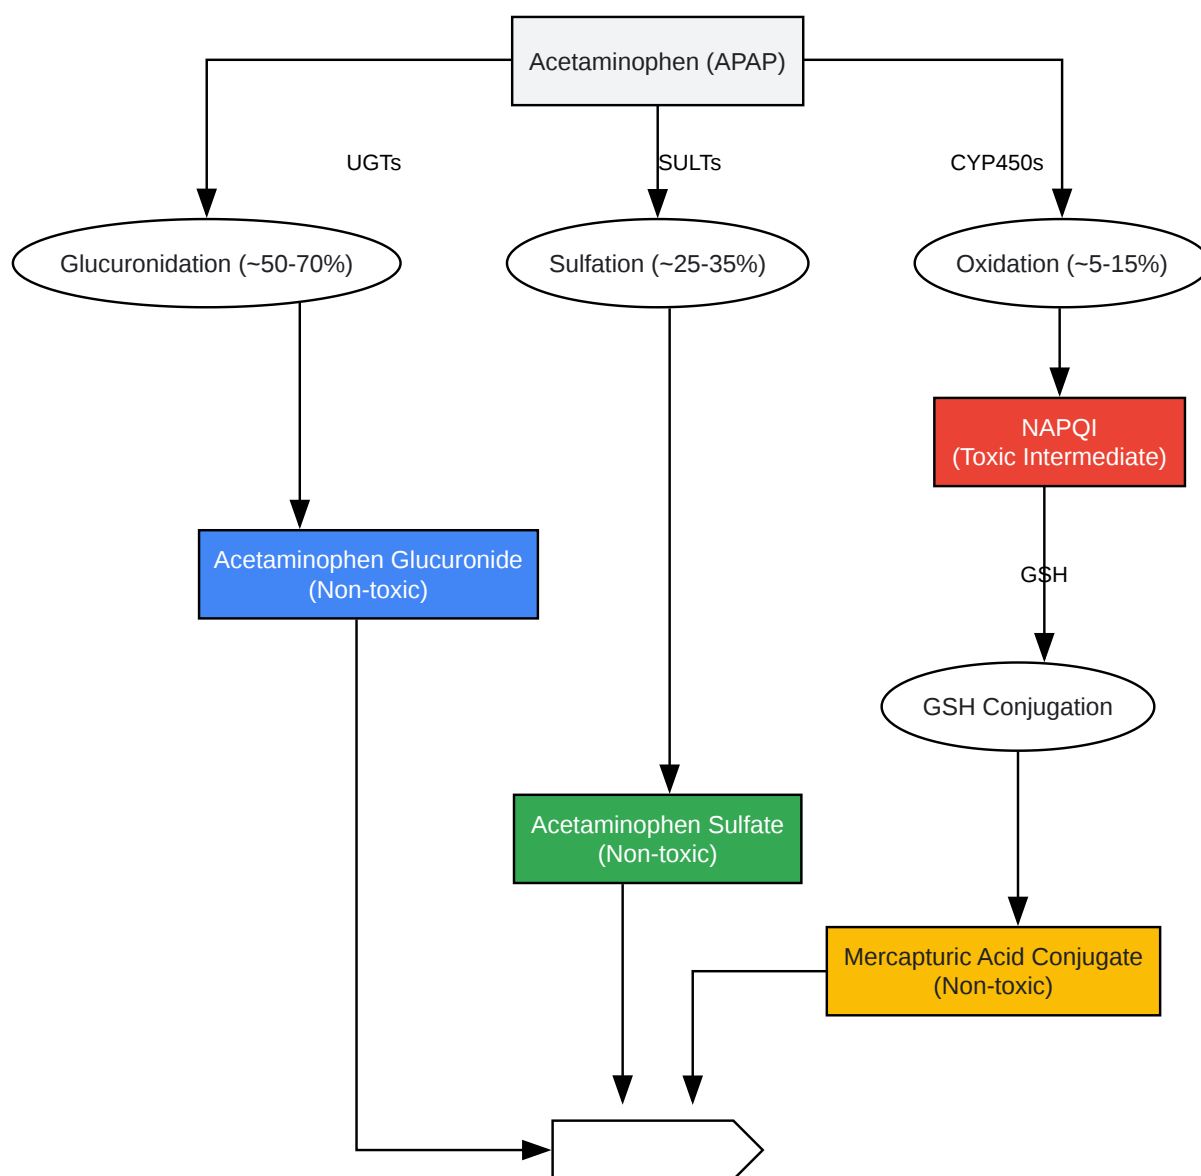 Acetaminophen (APAP)
UGTs
SULTs
CYP450s
Glucuronidation (~50-70%)
Sulfation (~25-35%)
Oxidation (~5-15%)
NAPQI
(Toxic Intermediate)
Acetaminophen Glucuronide
(Non-toxic)
GSH
GSH Conjugation
Acetaminophen Sulfate
(Non-toxic)
Mercapturic Acid Conjugate
(Non-toxic)